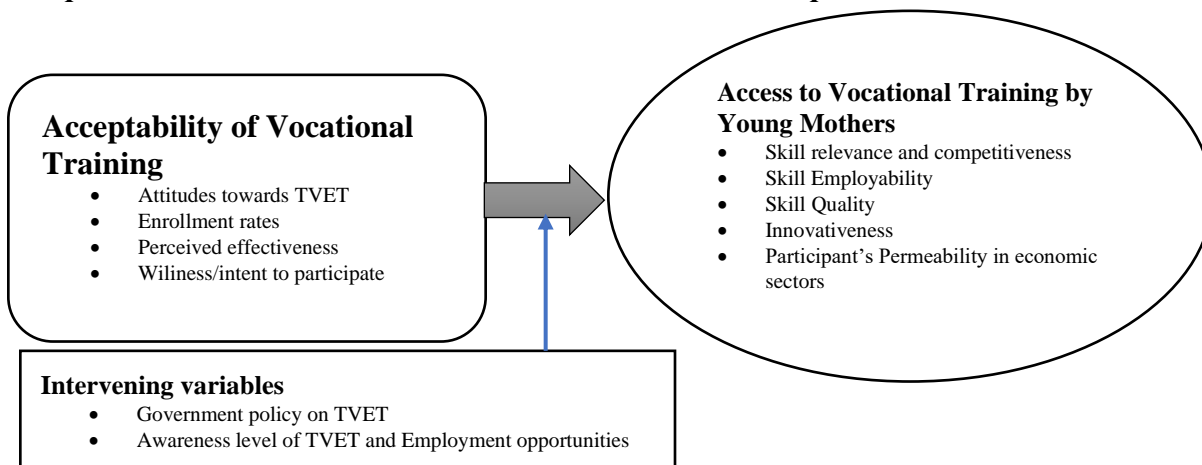 Acceptability of Vocational
Training
• Attitudes towards TVET
• Enrollment rates
• Perceived effectiveness
• Wiliness/intent to participate
Access to Vocational Training by
Young Mothers
• Skill relevance and competitiveness
• Skill Employability
• Skill Quality
• Innovativeness
• Participant’s Permeability in economic
sectors
Intervening variables
• Government policy on TVET
• Awareness level of TVET and Employment opportunities